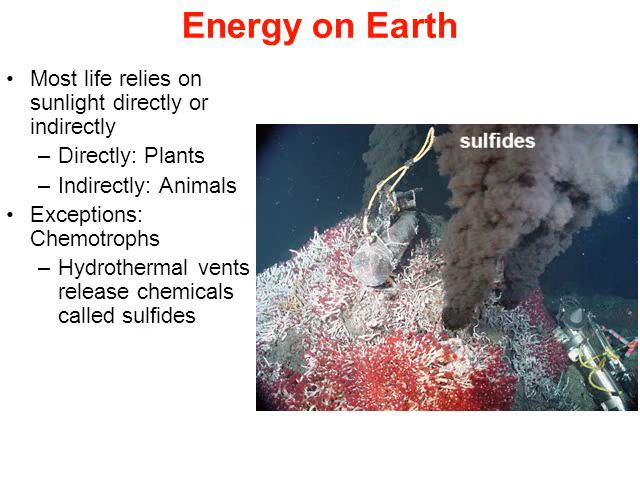 Energy on Earth
• Most life relies on
sunlight directly or
indirectly
– Directly: Plants
– Indirectly: Animals
• Exceptions:
Chemotrophs
– Hydrothermal vents
release chemicals
called sulfides
sulfides